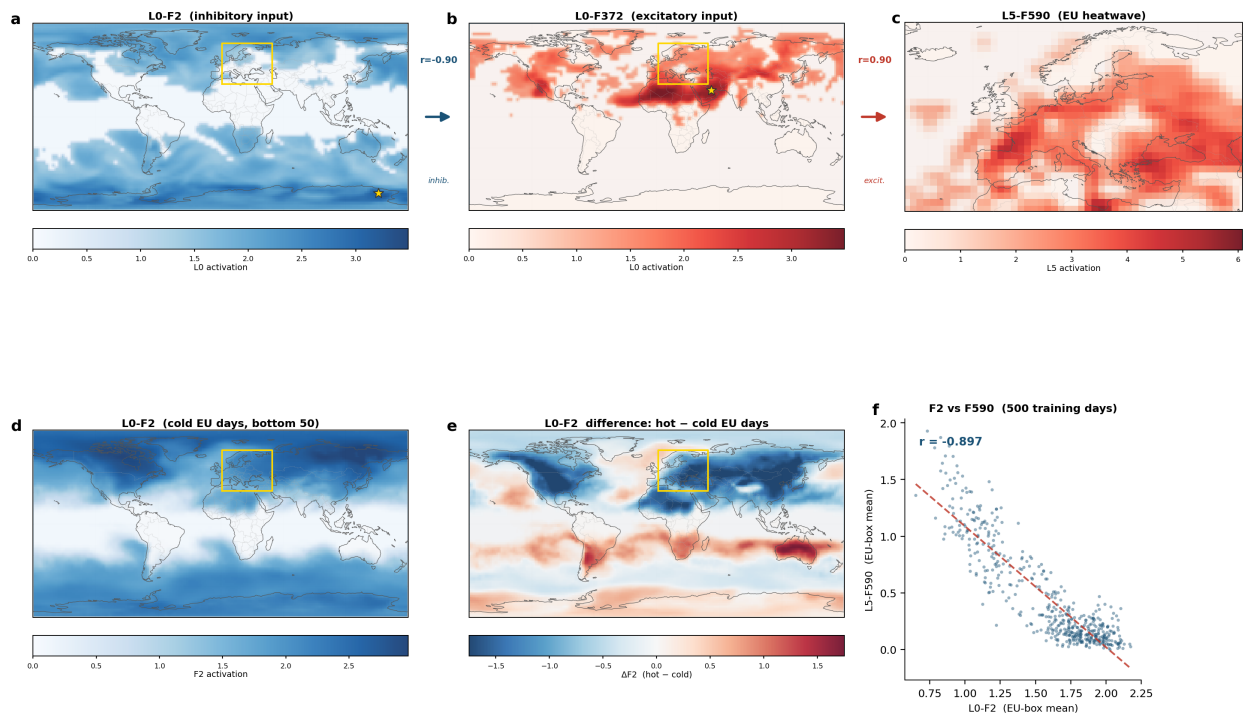 a
L0-F2 (inhibitory input)
0.0 0.5 1.0 1.5 2.0 2.5 3.0
L0 activation
r=-0.90
inhib.
b
L0-F372 (excitatory input)
0.0 0.5 1.0 1.5 2.0 2.5 3.0
L0 activation
r=0.90
excit.
c
L5-F590 (EU heatwave)
0 1 2 3 4 5 6
L5 activation
d
L0-F2 (cold EU days, bottom 50)
0.0 0.5 1.0 1.5 2.0 2.5
F2 activation
e
L0-F2 difference: hot − cold EU days
−1.5 −1.0 −0.5 0.0 0.5 1.0 1.5
ΔF2 (hot − cold)
f
F2 vs F590 (500 training days)
r = -0.897
2.0
1.5
1.0
0.5
0.0
L5-F590 (EU-box mean)
0.75 1.00 1.25 1.50 1.75 2.00 2.25
L0-F2 (EU-box mean)